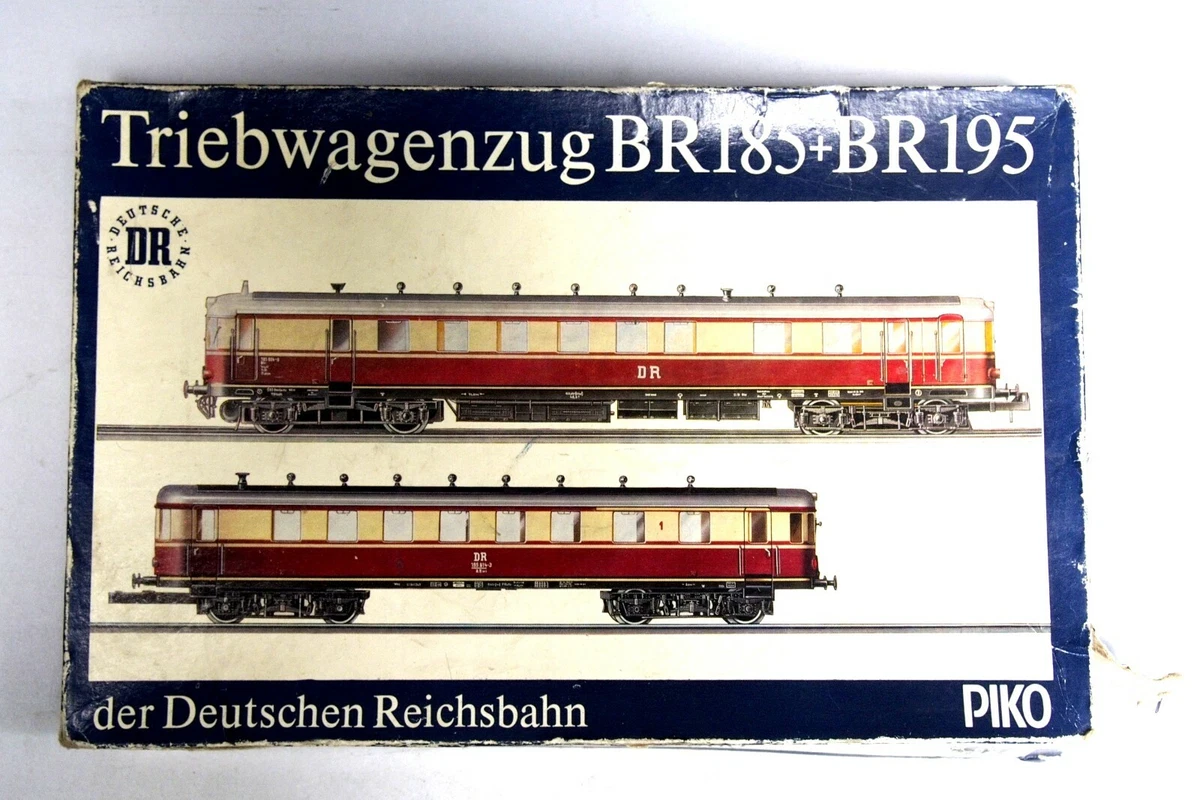 Triebwagenzug BR185+BR195
DEUTSCHE
DR
REICHSBAHN
DR
DR
1
der Deutschen Reichsbahn
PIKO